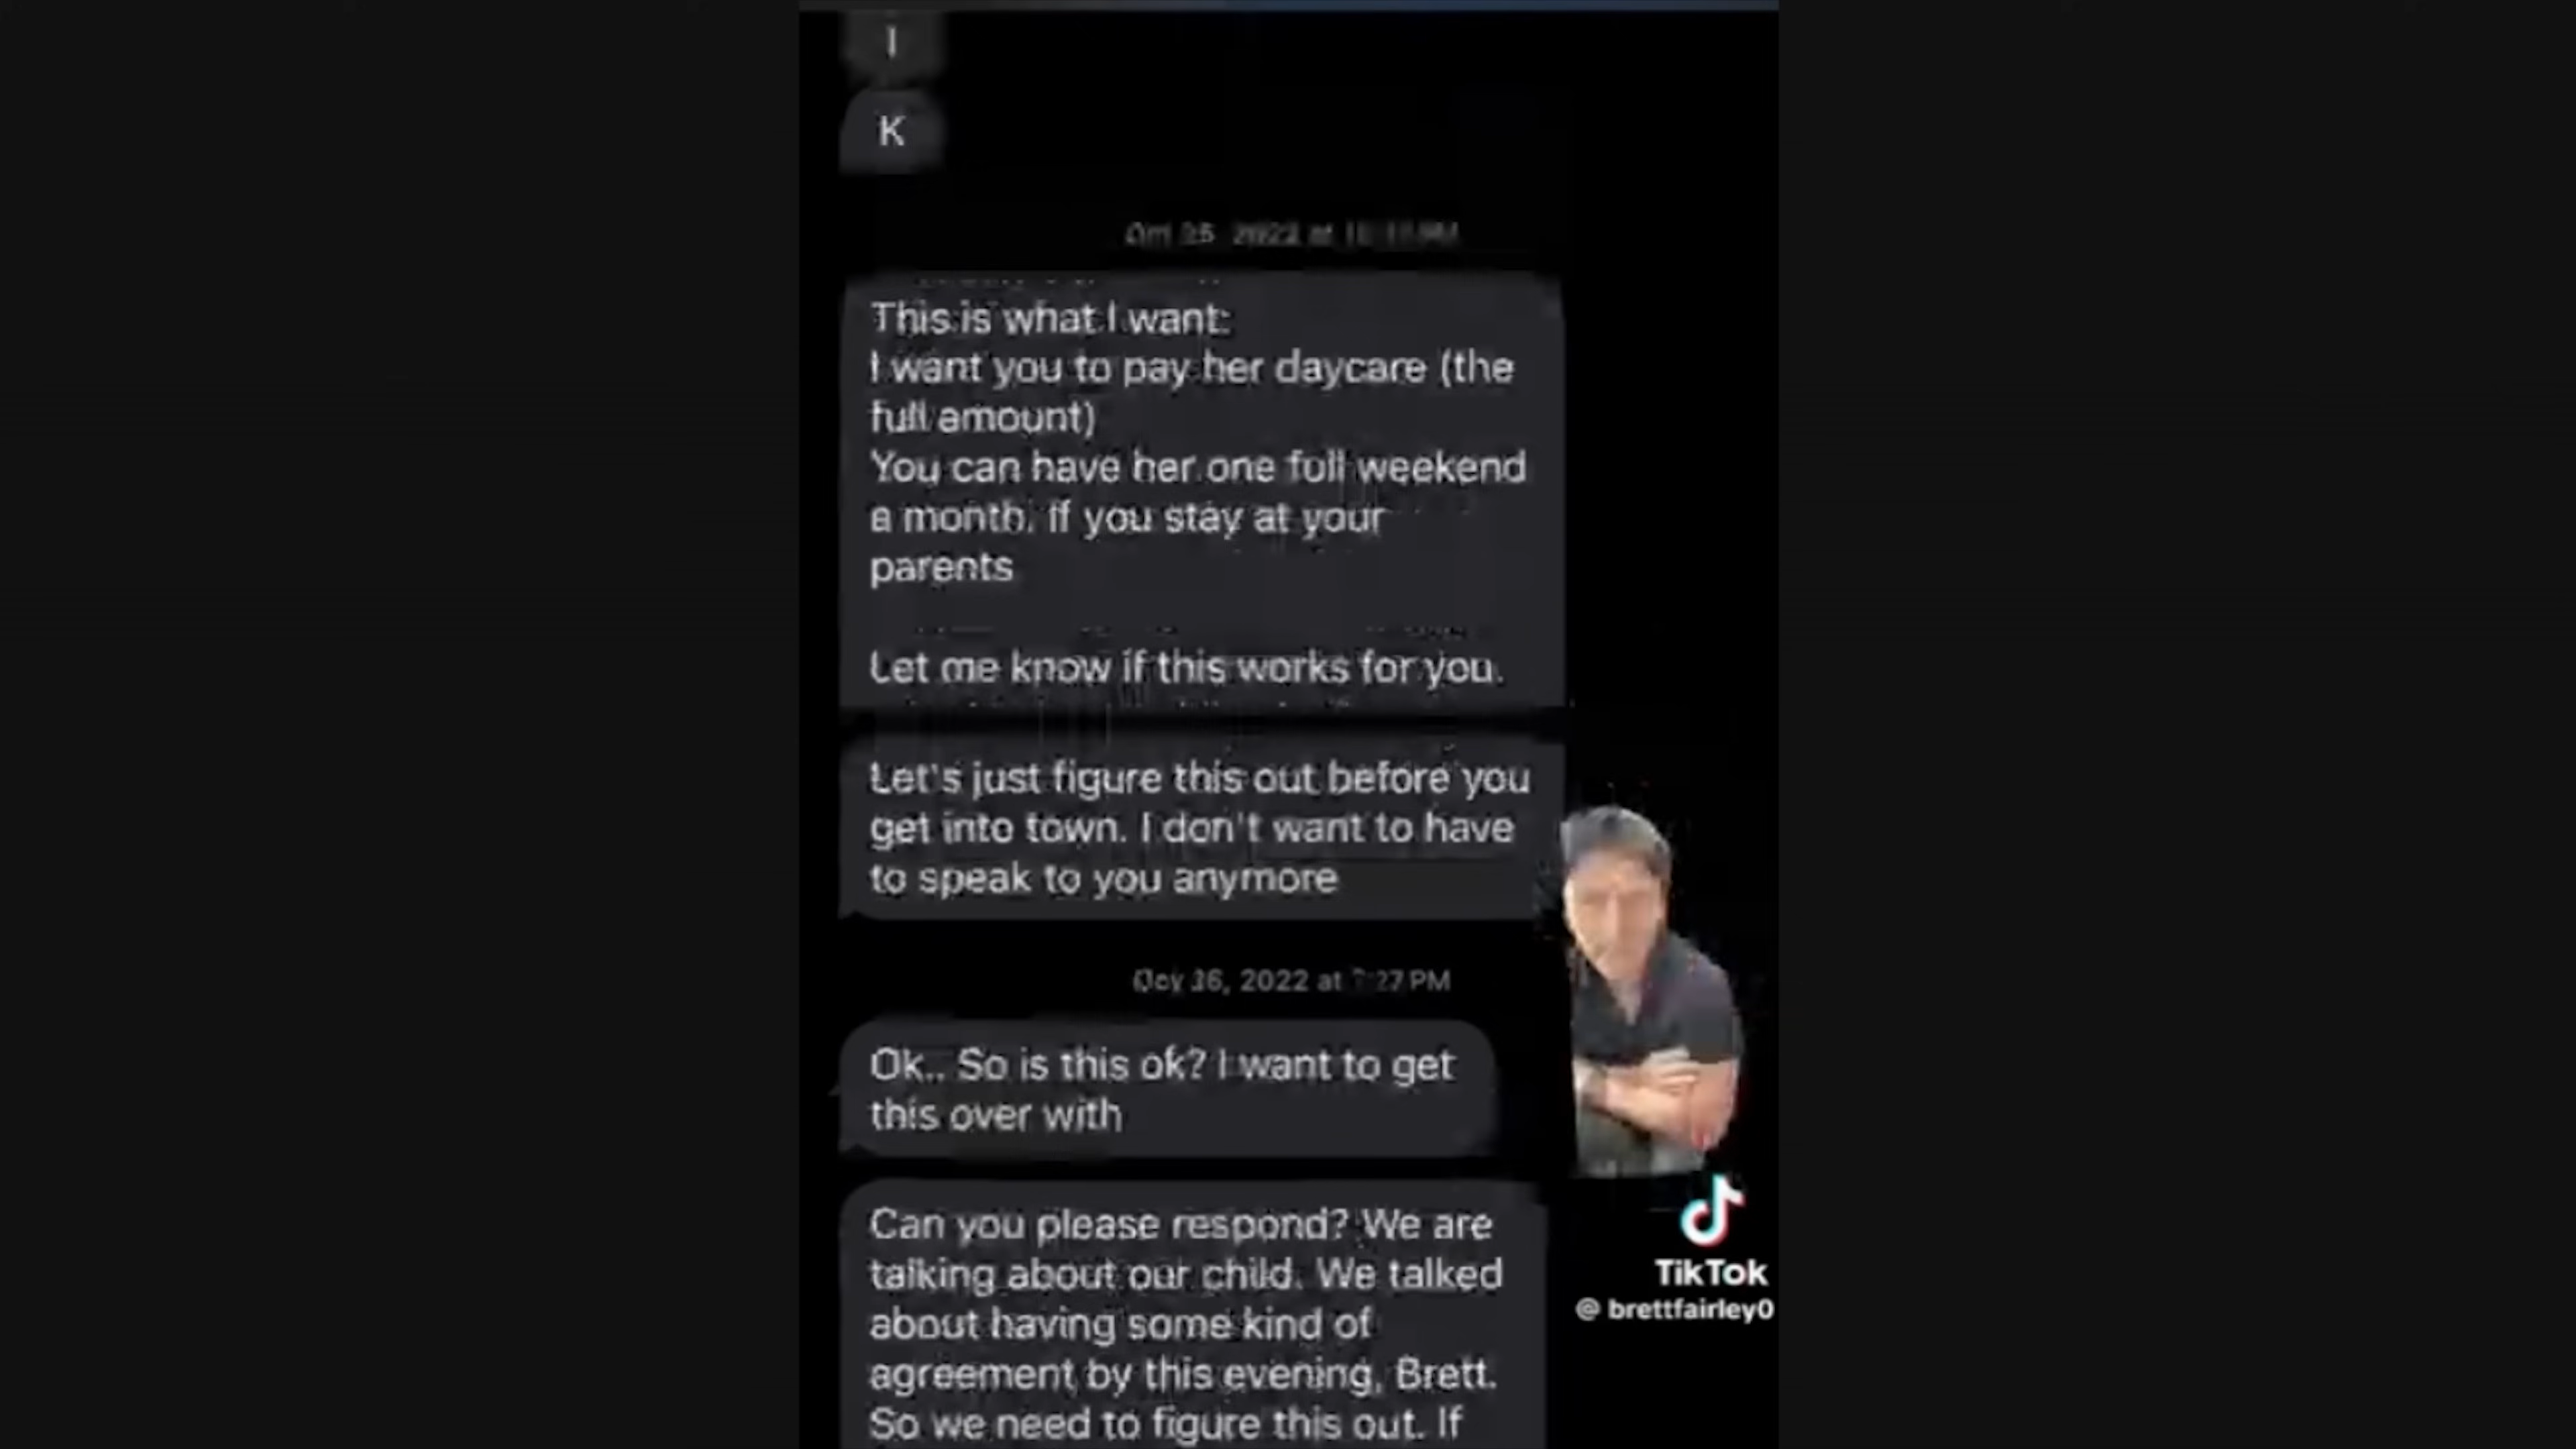 I
K
2022 at
This is what I want:
I want you to pay her daycare (the
full amount)
You can have her one full weekend
a month. If you stay at your
parents
Let me know if this works for you.
Let's just figure this out before you
get into town. I don't want to have
to speak to you anymore
2022 at 7:27 PM
Ok.. So is this ok? I want to get
this over with
Can you please respond? We are
talking about our child. We talked
about having some kind of
agreement by this evening, Brett.
So we need to figure this out. If
TikTok
@ brettfairley0